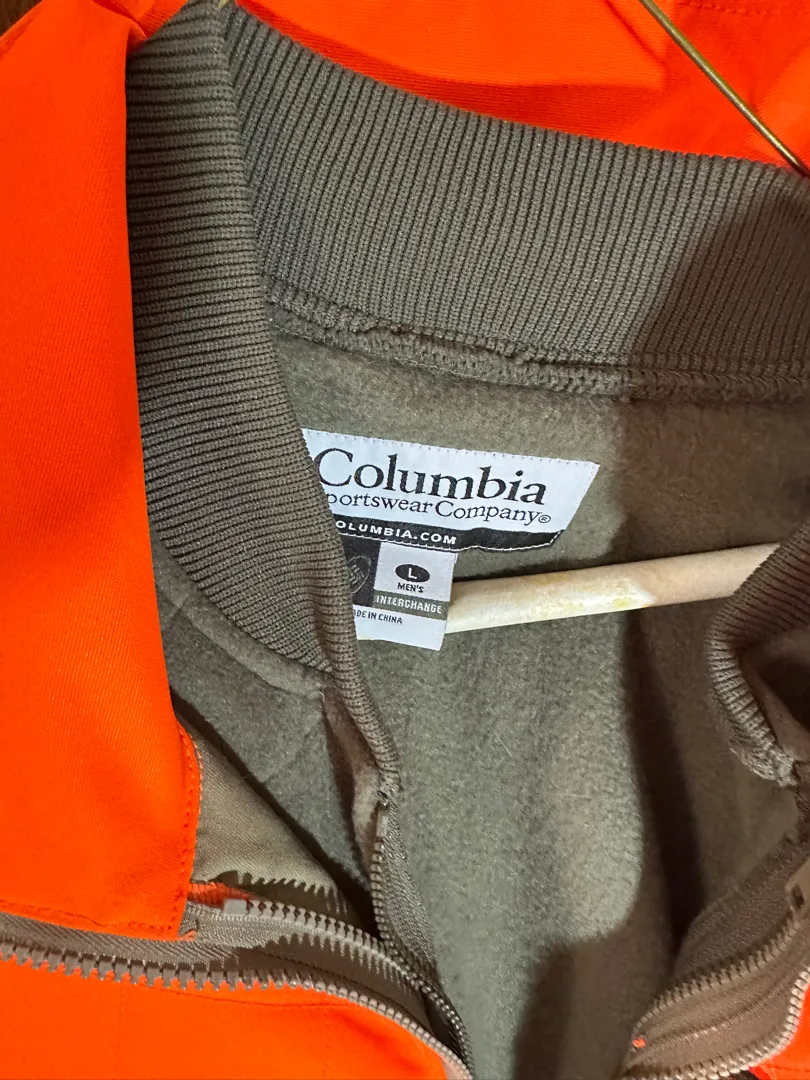 Columbia
portswear Company®
OLUMBIA.COM
L
MEN'S
INTERCHANGE
ADE IN CHINA